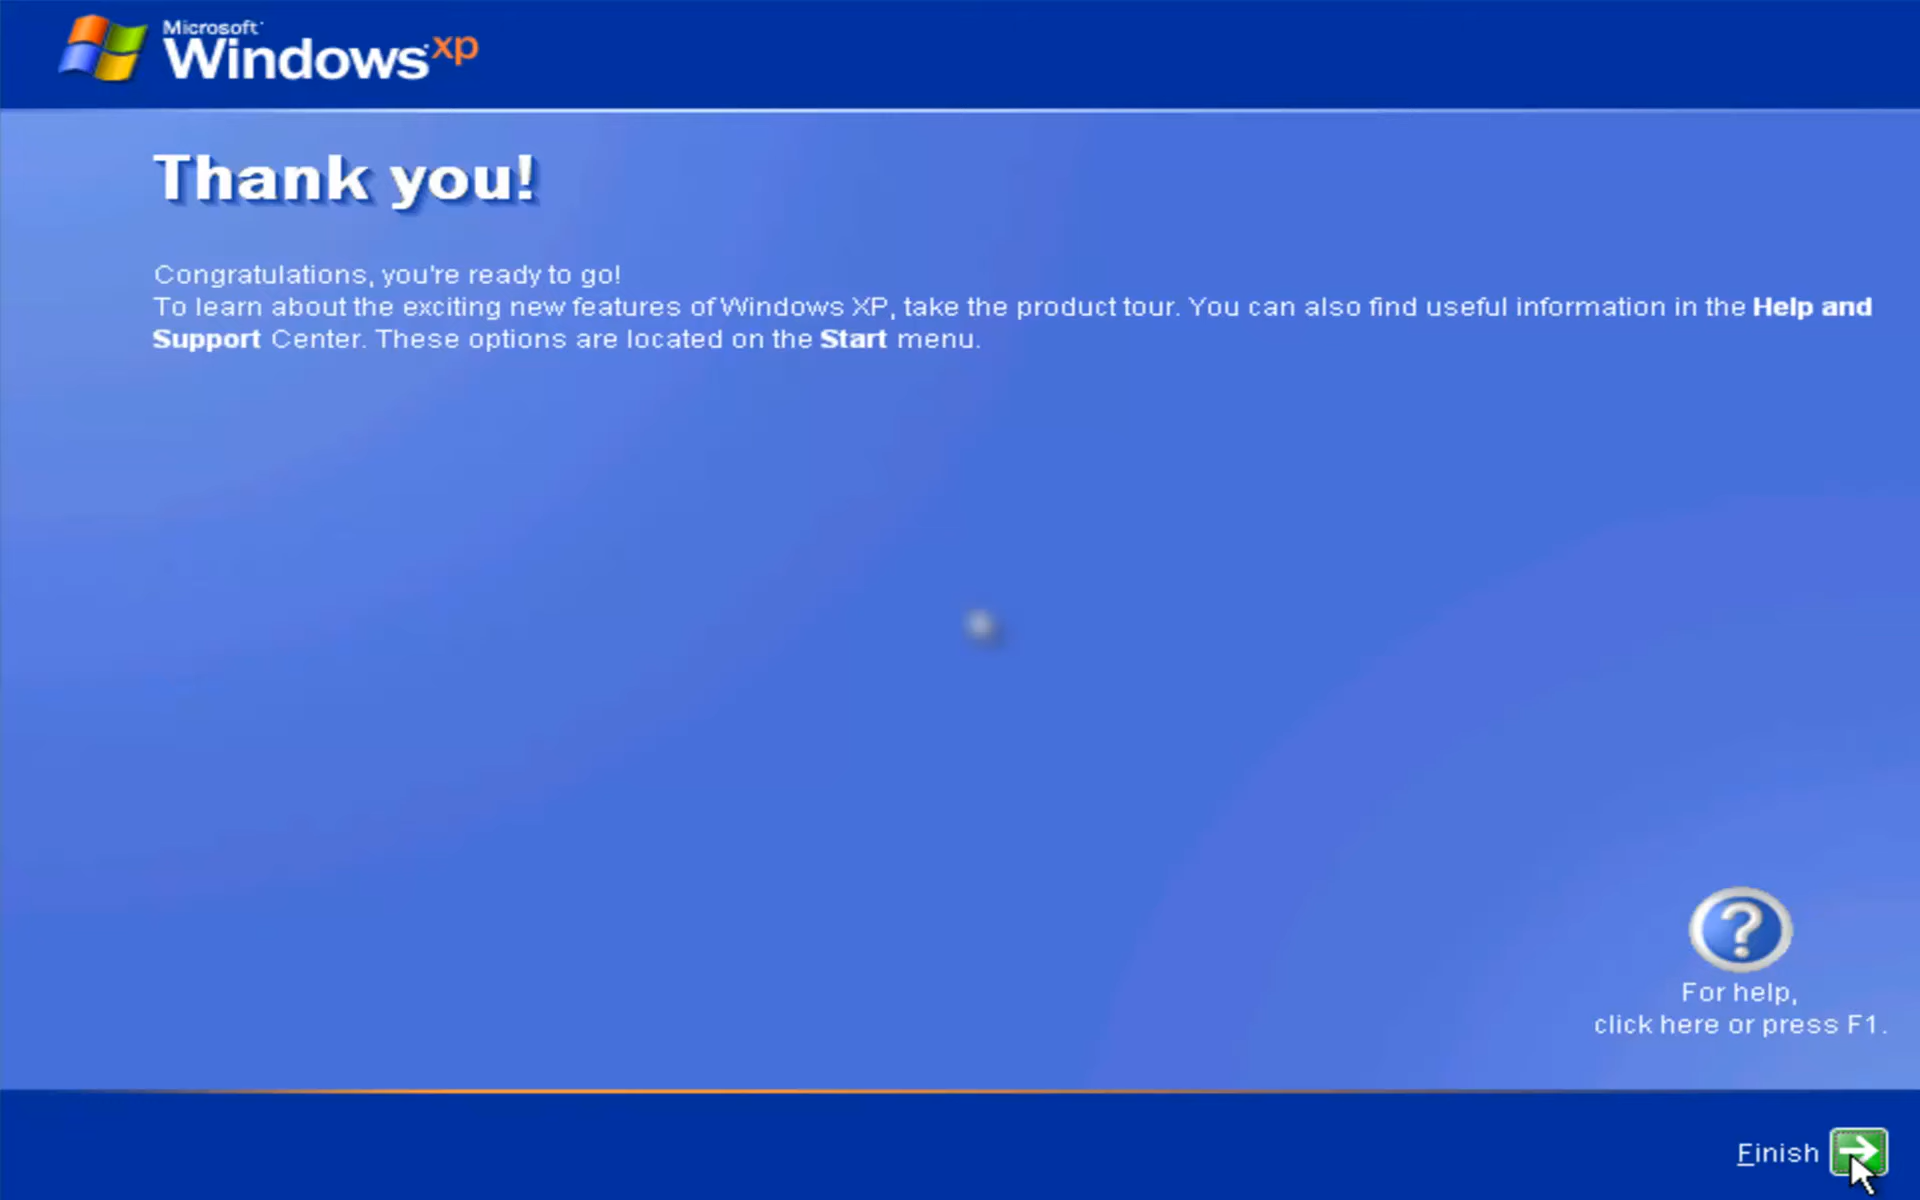 Microsoft
Windows xp
Thank you!
Congratulations, you're ready to go!
To learn about the exciting new features of Windows XP, take the product tour. You can also find useful information in the Help and
Support Center. These options are located on the Start menu.
?
For help,
click here or press F1.
Finish